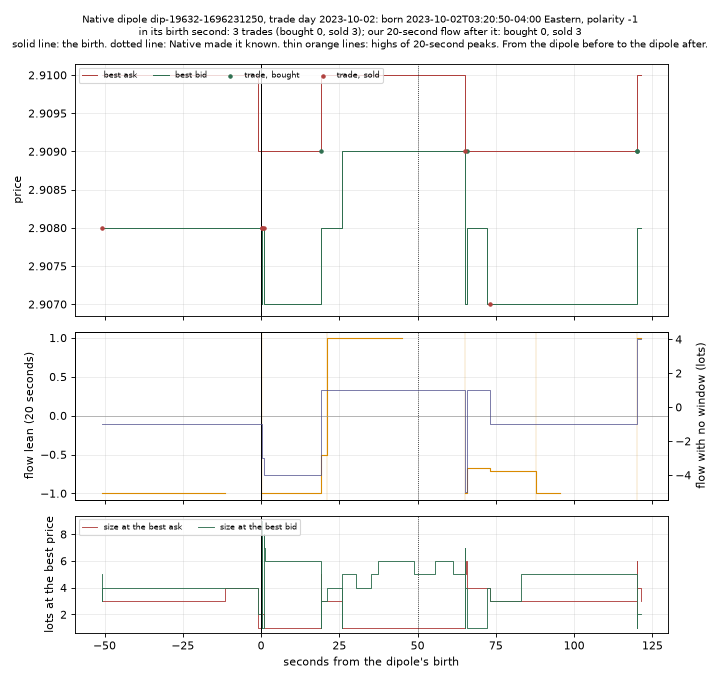 Native dipole dip-19632-1696231250, trade day 2023-10-02: born 2023-10-02T03:20:50-04:00 Eastern, polarity -1
in its birth second: 3 trades (bought 0, sold 3); our 20-second flow after it: bought 0, sold 3
solid line: the birth. dotted line: Native made it known. thin orange lines: highs of 20-second peaks. From the dipole before to the dipole after.
best ask
best bid
trade, bought
trade, sold
2.9100
2.9095
2.9090
2.9085
2.9080
2.9075
2.9070
price
1.0
0.5
0.0
−0.5
−1.0
flow lean (20 seconds)
4
2
0
−2
−4
flow with no window (lots)
size at the best ask
size at the best bid
8
6
4
2
lots at the best price
−50
−25
0
25
50
75
100
125
seconds from the dipole's birth